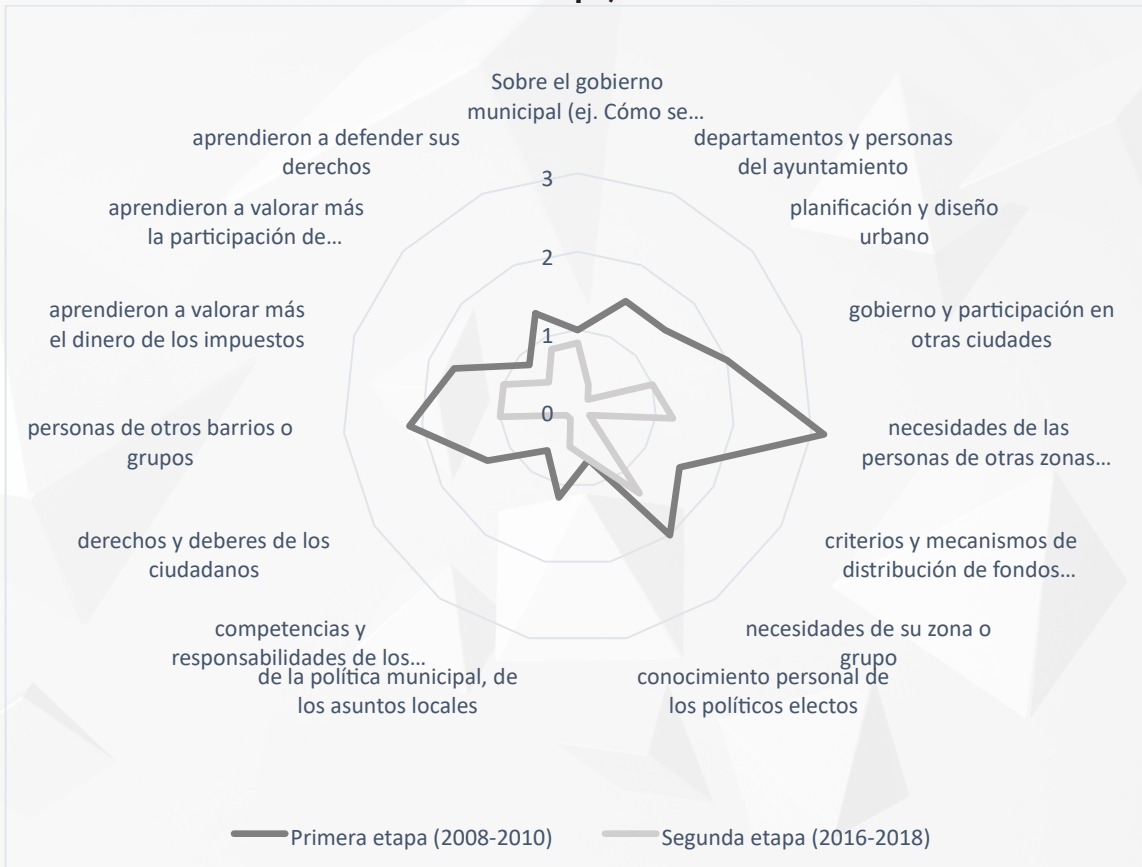 Sobre el gobierno
municipal (ej. Cómo se...
departamentos y personas
del ayuntamiento
planificación y diseño
urbano
gobierno y participación en
otras ciudades
necesidades de las
personas de otras zonas...
criterios y mecanismos de
distribución de fondos...
necesidades de su zona o
grupo
conocimiento personal de
los políticos electos
de la política municipal, de
los asuntos locales
competencias y
responsabilidades de los...
derechos y deberes de los
ciudadanos
personas de otros barrios o
grupos
aprendieron a valorar más
el dinero de los impuestos
aprendieron a valorar más
la participación de...
aprendieron a defender sus
derechos
3
2
1
0
Primera etapa (2008-2010)
Segunda etapa (2016-2018)